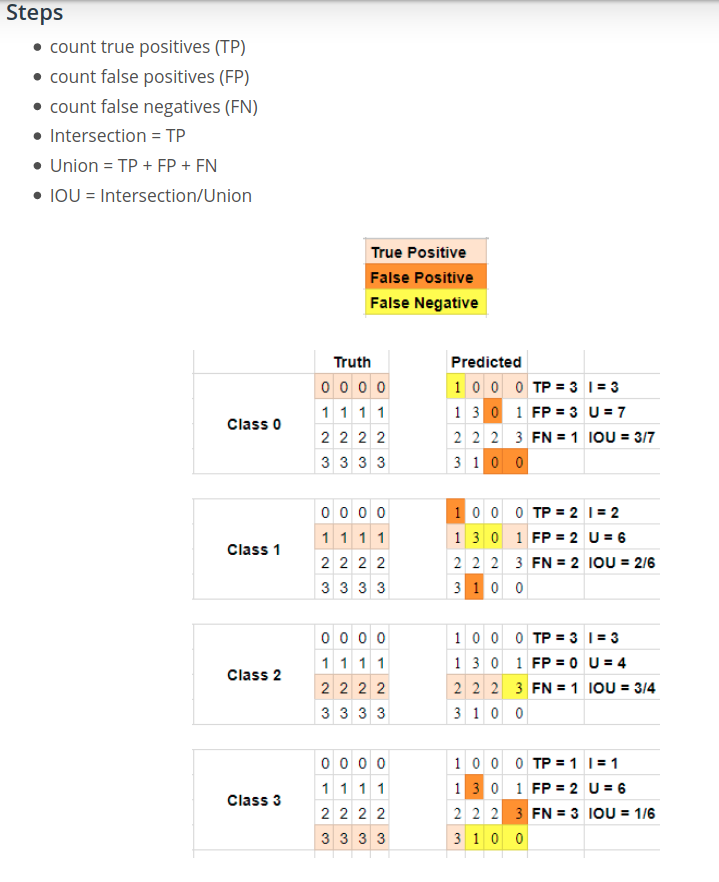 Steps
• count true positives (TP)
• count false positives (FP)
• count false negatives (FN)
• Intersection = TP
• Union = TP + FP + FN
• IOU = Intersection/Union
True Positive
False Positive
False Negative
Truth Predicted
0 0 0 0 1 0 0 0 TP = 3 I = 3
Class 0 1 1 1 1 1 3 0 1 FP = 3 U = 7
2 2 2 2 2 2 2 3 FN = 1 IOU = 3/7
3 3 3 3 3 1 0 0
0 0 0 0 1 0 0 0 TP = 2 I = 2
Class 1 1 1 1 1 1 3 0 1 FP = 2 U = 6
2 2 2 2 2 2 2 3 FN = 2 IOU = 2/6
3 3 3 3 3 1 0 0
0 0 0 0 1 0 0 0 TP = 3 I = 3
Class 2 1 1 1 1 1 3 0 1 FP = 0 U = 4
2 2 2 2 2 2 2 3 FN = 1 IOU = 3/4
3 3 3 3 3 1 0 0
0 0 0 0 1 0 0 0 TP = 1 I = 1
Class 3 1 1 1 1 1 3 0 1 FP = 2 U = 6
2 2 2 2 2 2 2 3 FN = 3 IOU = 1/6
3 3 3 3 3 1 0 0